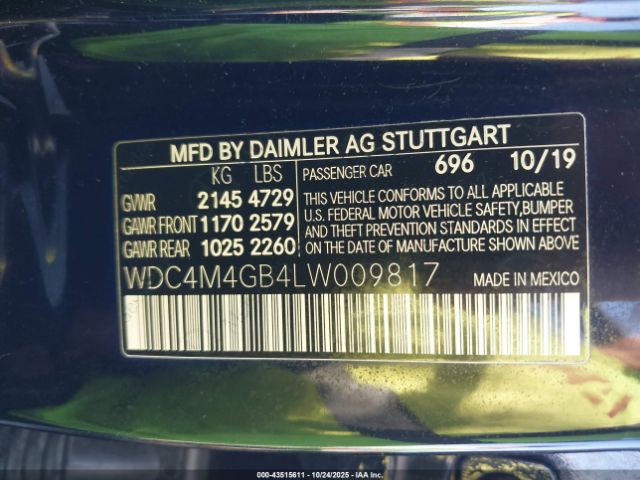 MFD BY DAIMLER AG STUTTGART
KG LBS
GVWR 2145 4729
GAWR FRONT 1170 2579
GAWR REAR 1025 2260
PASSENGER CAR 696 10/19
THIS VEHICLE CONFORMS TO ALL APPLICABLE
U.S. FEDERAL MOTOR VEHICLE SAFETY, BUMPER
AND THEFT PREVENTION STANDARDS IN EFFECT
ON THE DATE OF MANUFACTURE SHOWN ABOVE
WDC4M4GB4LW009817 MADE IN MEXICO
000-43515611 - 10/24/2025 - IAAI.CA